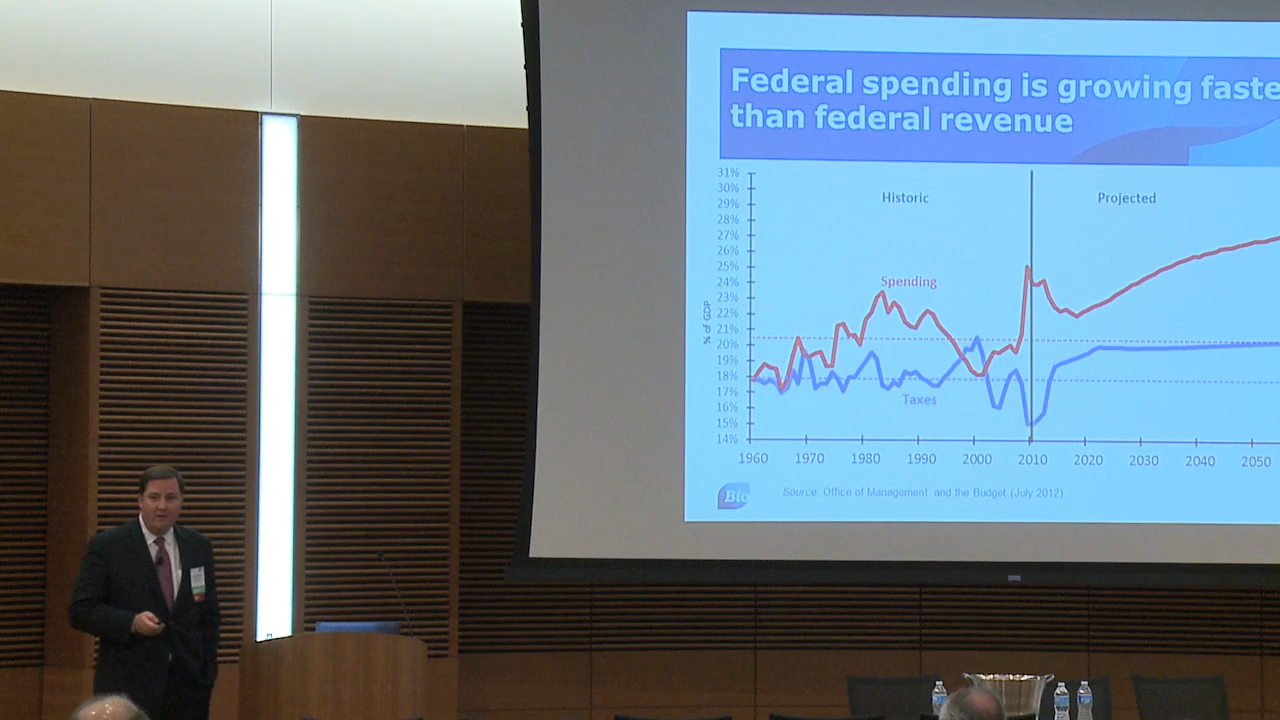 Federal spending is growing faste
than federal revenue
31%
30%
29%
28%
27%
26%
25%
24%
23%
22%
21%
20%
19%
18%
17%
16%
15%
14%
% of GDP
Historic
Projected
Spending
Taxes
1960 1970 1980 1990 2000 2010 2020 2030 2040 2050
Bio
Source: Office of Management and the Budget (July 2012)